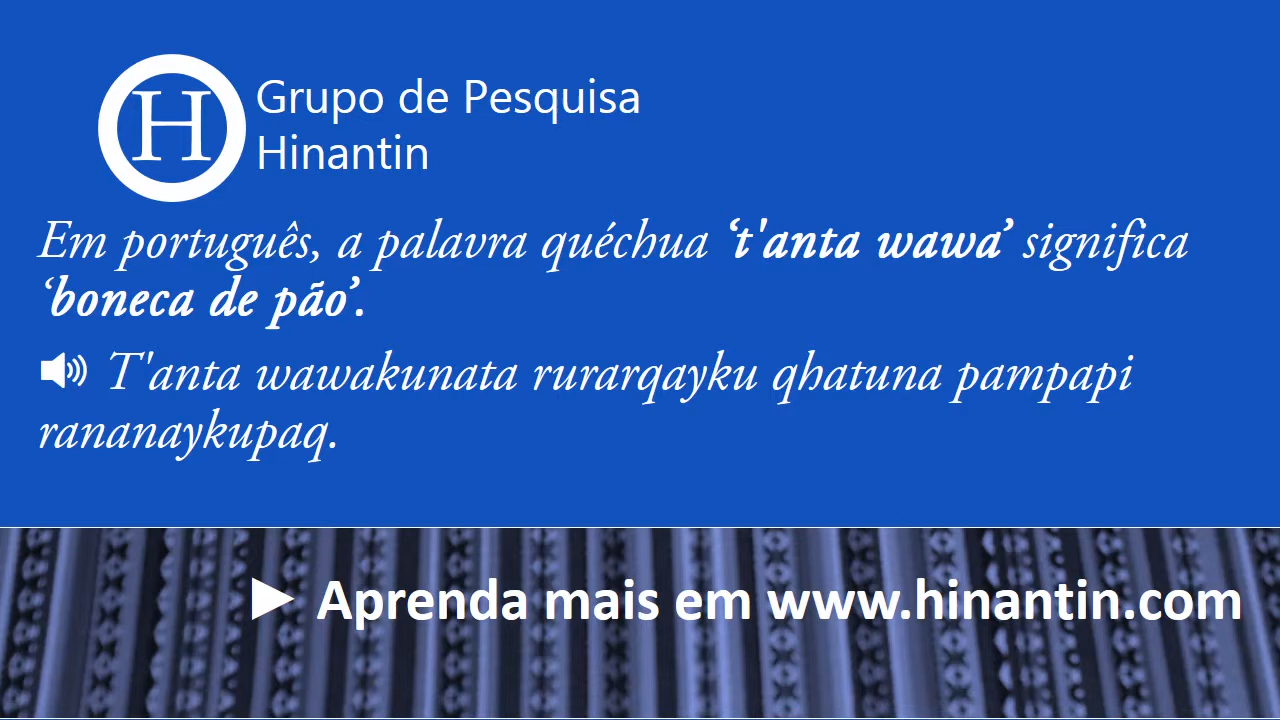 H
Grupo de Pesquisa
Hinantin
Em português, a palavra quéchua ‘t'anta wawa’ significa
‘boneca de pão’.
T'anta wawakunata rurarqayku qhatuna pampapi
rananaykupaq.
Aprenda mais em www.hinantin.com